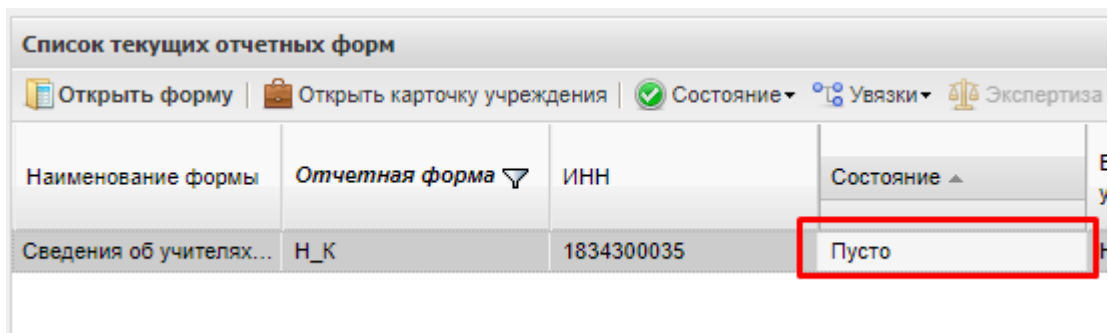 Список текущих отчетных форм
Открыть форму Открыть карточку учреждения Состояние Увязки Экспертиза
Наименование формы Отчетная форма ИНН Состояние
Сведения об учителях... Н_К 1834300035 Пусто